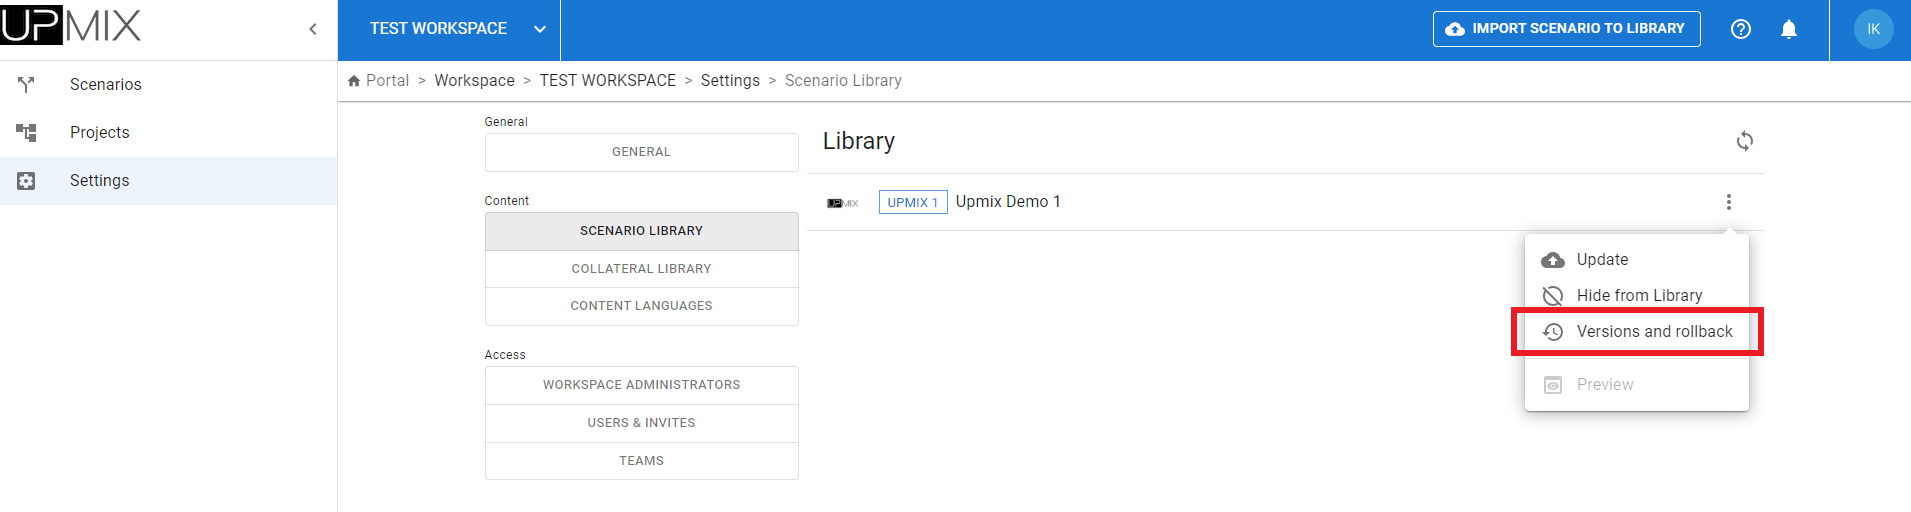 UPMIX
TEST WORKSPACE
IMPORT SCENARIO TO LIBRARY
IK
Scenarios
Projects
Settings
Portal > Workspace > TEST WORKSPACE > Settings > Scenario Library
General
GENERAL
Content
SCENARIO LIBRARY
COLLATERAL LIBRARY
CONTENT LANGUAGES
Access
WORKSPACE ADMINISTRATORS
USERS & INVITES
TEAMS
Library
UPMIX UPMIX 1 Upmix Demo 1
Update
Hide from Library
Versions and rollback
Preview